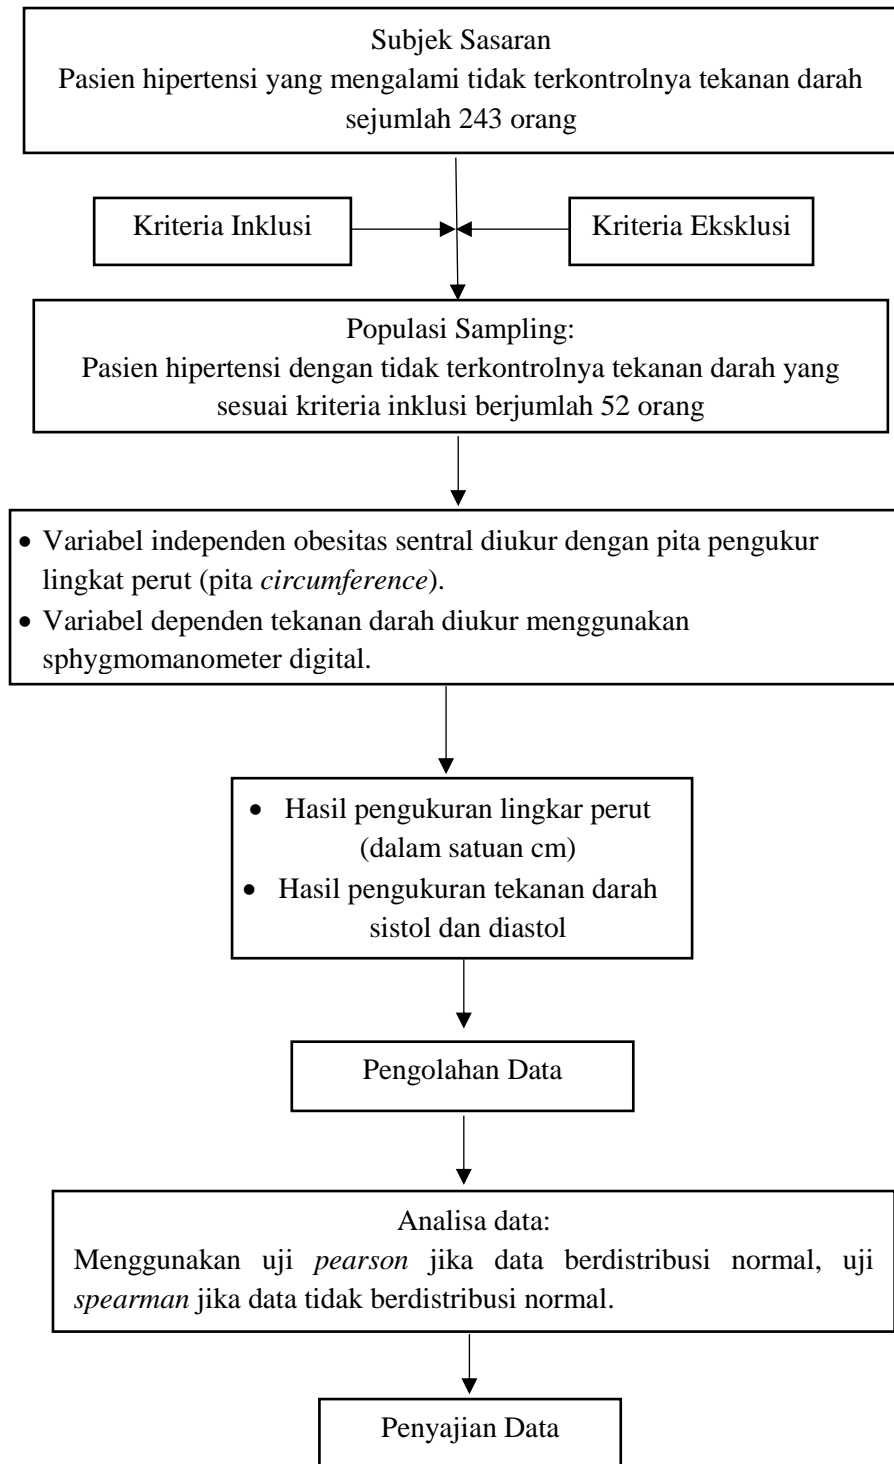 Subjek Sasaran
Pasien hipertensi yang mengalami tidak terkontrolnya tekanan darah
sejumlah 243 orang
Kriteria Inklusi
Kriteria Eksklusi
Populasi Sampling:
Pasien hipertensi dengan tidak terkontrolnya tekanan darah yang
sesuai kriteria inklusi berjumlah 52 orang
• Variabel independen obesitas sentral diukur dengan pita pengukur
lingkat perut (pita circumference).
• Variabel dependen tekanan darah diukur menggunakan
sphygmomanometer digital.
• Hasil pengukuran lingkar perut
(dalam satuan cm)
• Hasil pengukuran tekanan darah
sistol dan diastol
Pengolahan Data
Analisa data:
Menggunakan uji pearson jika data berdistribusi normal, uji
spearman jika data tidak berdistribusi normal.
Penyajian Data